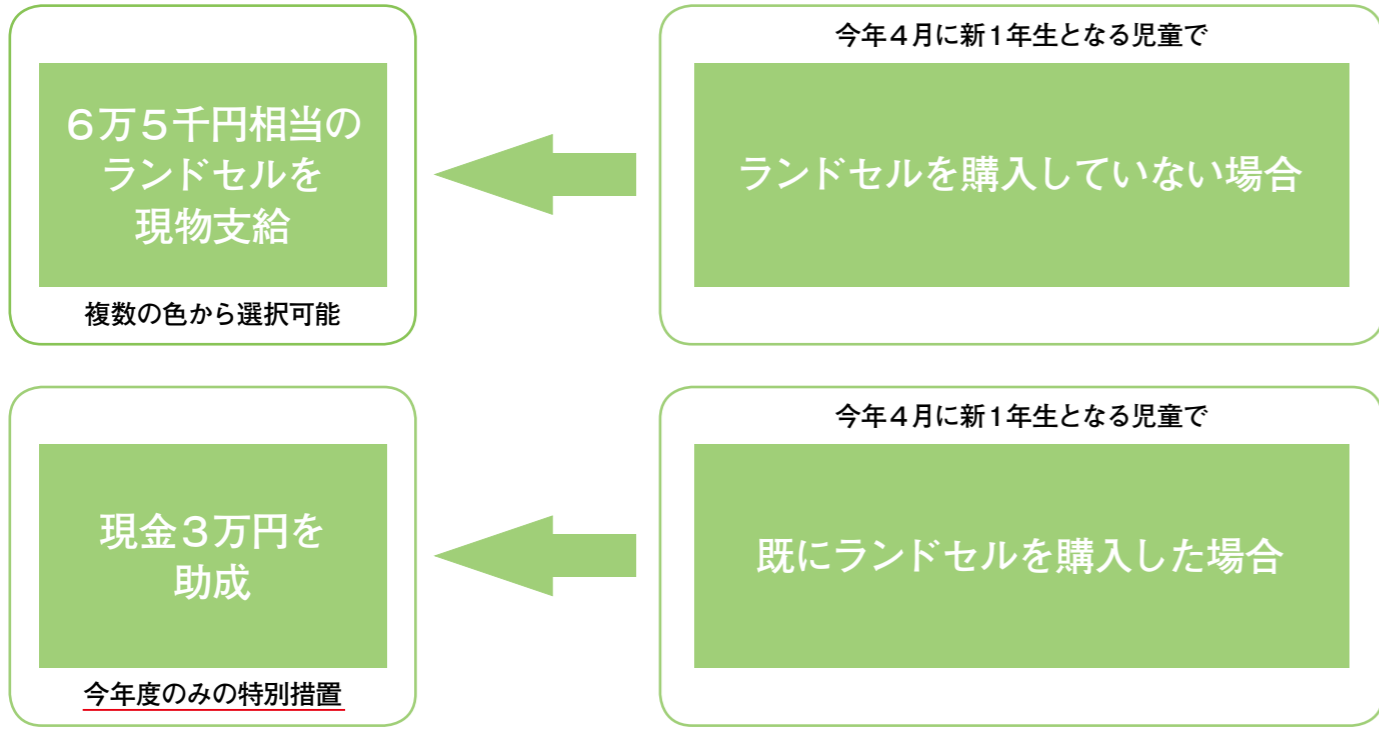 今年４月に新１年生となる児童で
ランドセルを購入していない場合
６万５千円相当の
ランドセルを
現物支給
複数の色から選択可能
今年４月に新１年生となる児童で
既にランドセルを購入した場合
現金３万円を
助成
今年度のみの特別措置